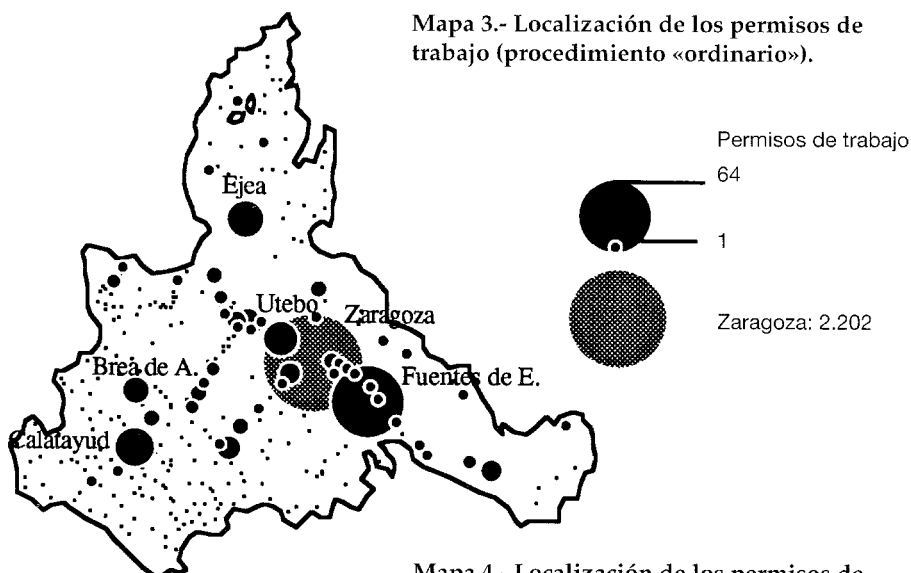 Mapa 3.- Localización de los permisos de
trabajo (procedimiento «ordinario»).
Permisos de trabajo
64
1
Zaragoza: 2.202
Ejea
Utebo
Zaragoza
Brea de A.
Fuentes de E.
Calatayud
Mapa 4.- Localización de los permisos de